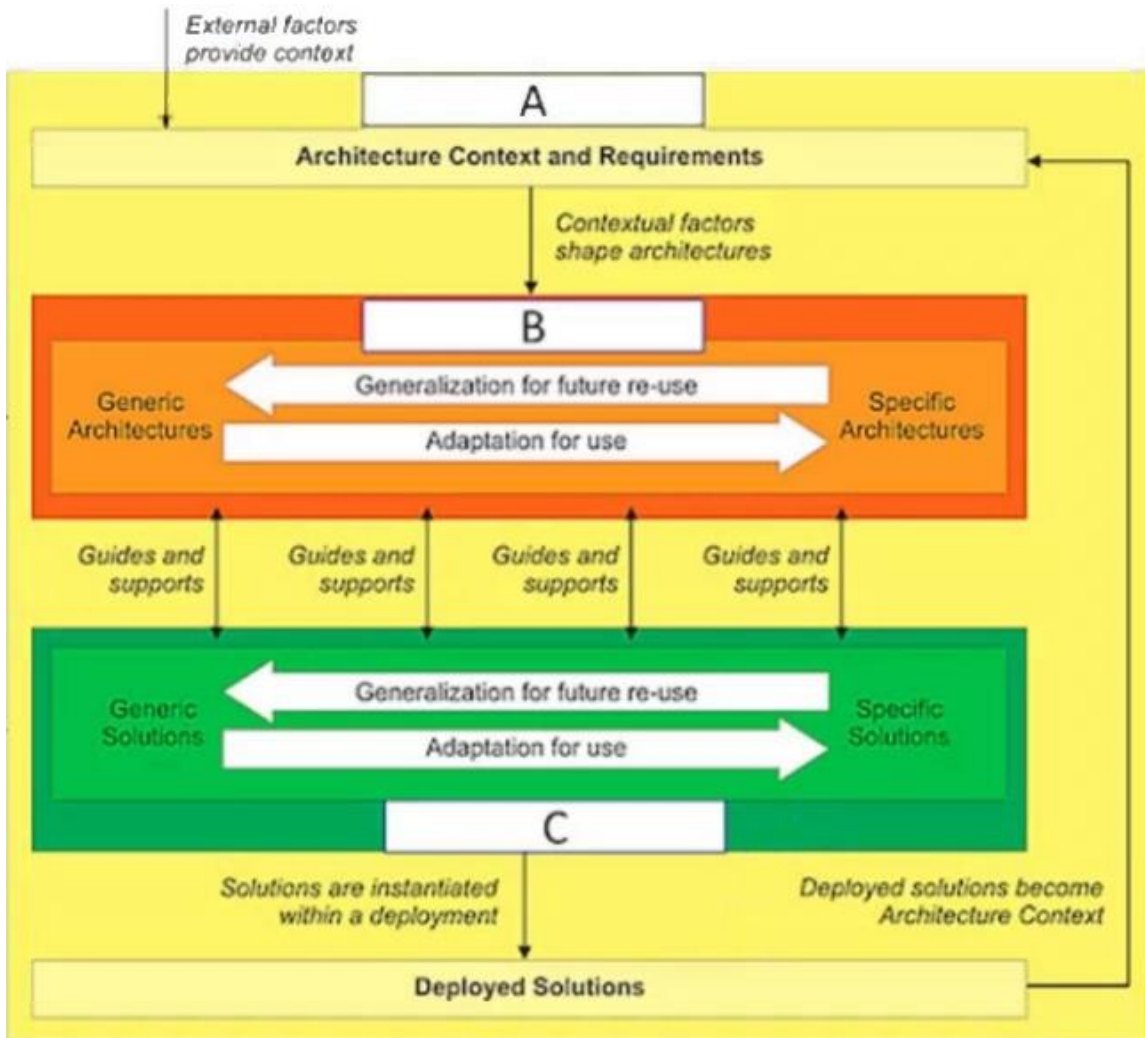 External factors
provide context
A
Architecture Context and Requirements
Contextual factors
shape architectures
B
Generalization for future re-use
Generic
Architectures
Specific
Architectures
Adaptation for use
Guides and
supports
Guides and
supports
Guides and
supports
Guides and
supports
Generalization for future re-use
Generic
Solutions
Specific
Solutions
Adaptation for use
C
Solutions are instantiated
within a deployment
Deployed solutions become
Architecture Context
Deployed Solutions